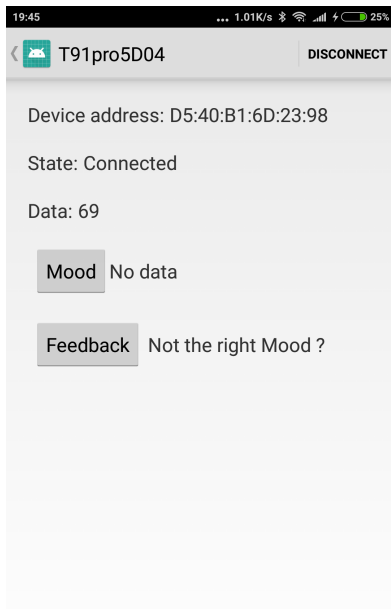 19:45 ... 1.01K/s 25%
T91pro5D04 DISCONNECT
Device address: D5:40:B1:6D:23:98
State: Connected
Data: 69
Mood No data
Feedback Not the right Mood ?